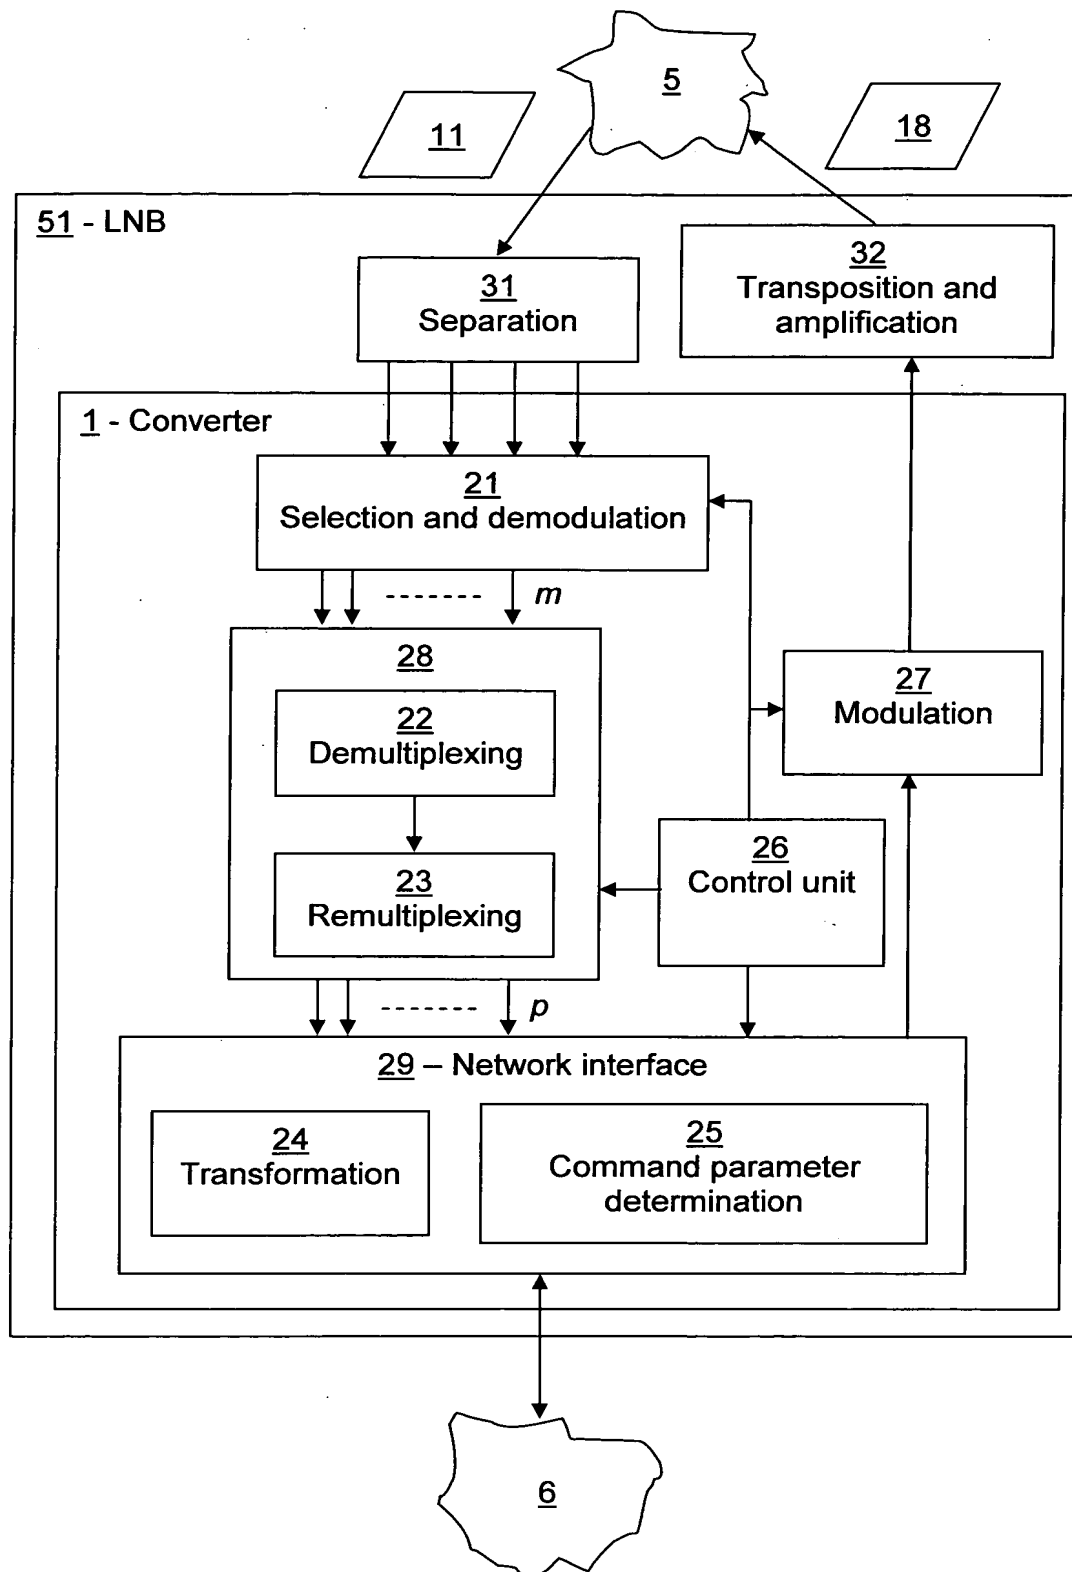 5
11
18
51 - LNB
31
Separation
32
Transposition and
amplification
1 - Converter
21
Selection and demodulation
m
28
22
Demultiplexing
27
Modulation
26
Control unit
23
Remultiplexing
p
29 – Network interface
24
Transformation
25
Command parameter
determination
6